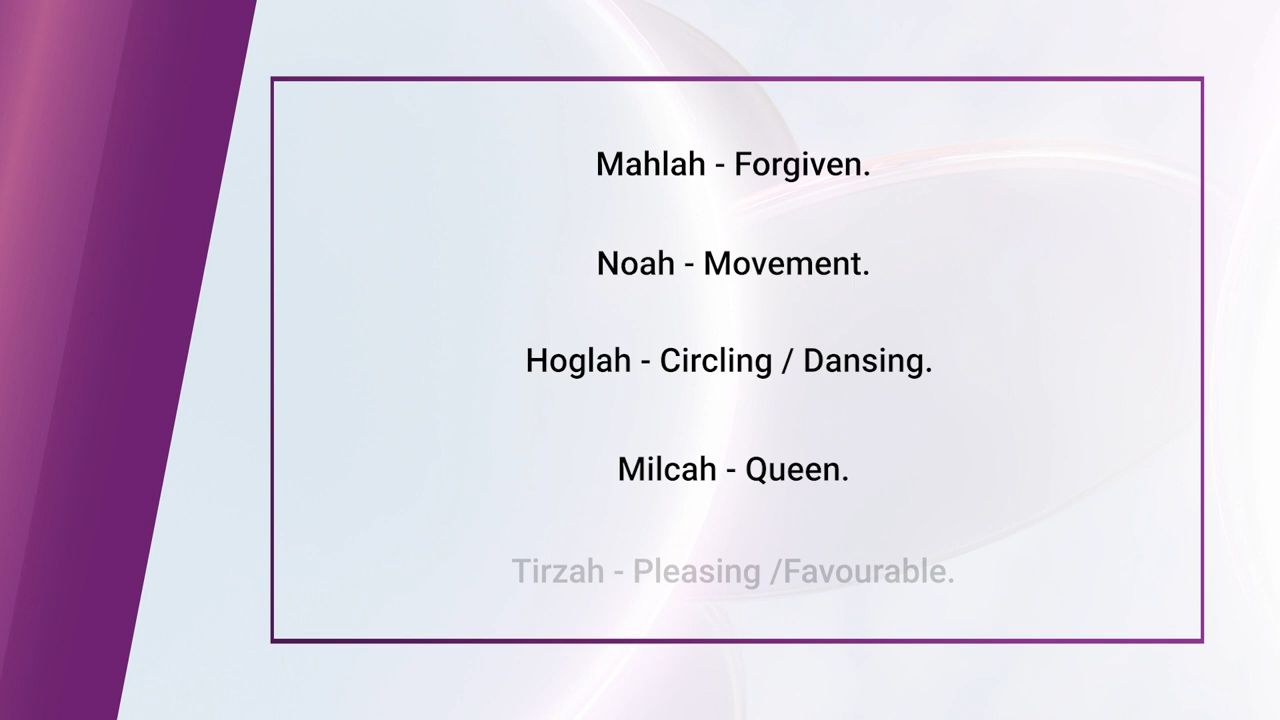 Mahlah - Forgiven.
Noah - Movement.
Hoglah - Circling / Dansing.
Milcah - Queen.
Tirzah - Pleasing /Favourable.